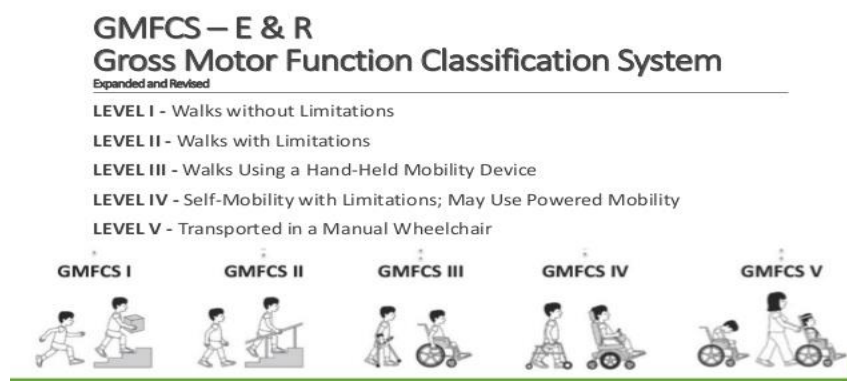 GMFCS – E & R
Gross Motor Function Classification System
Expanded and Revised
LEVEL I - Walks without Limitations
LEVEL II - Walks with Limitations
LEVEL III - Walks Using a Hand-Held Mobility Device
LEVEL IV - Self-Mobility with Limitations; May Use Powered Mobility
LEVEL V - Transported in a Manual Wheelchair
GMFCS I GMFCS II GMFCS III GMFCS IV GMFCS V